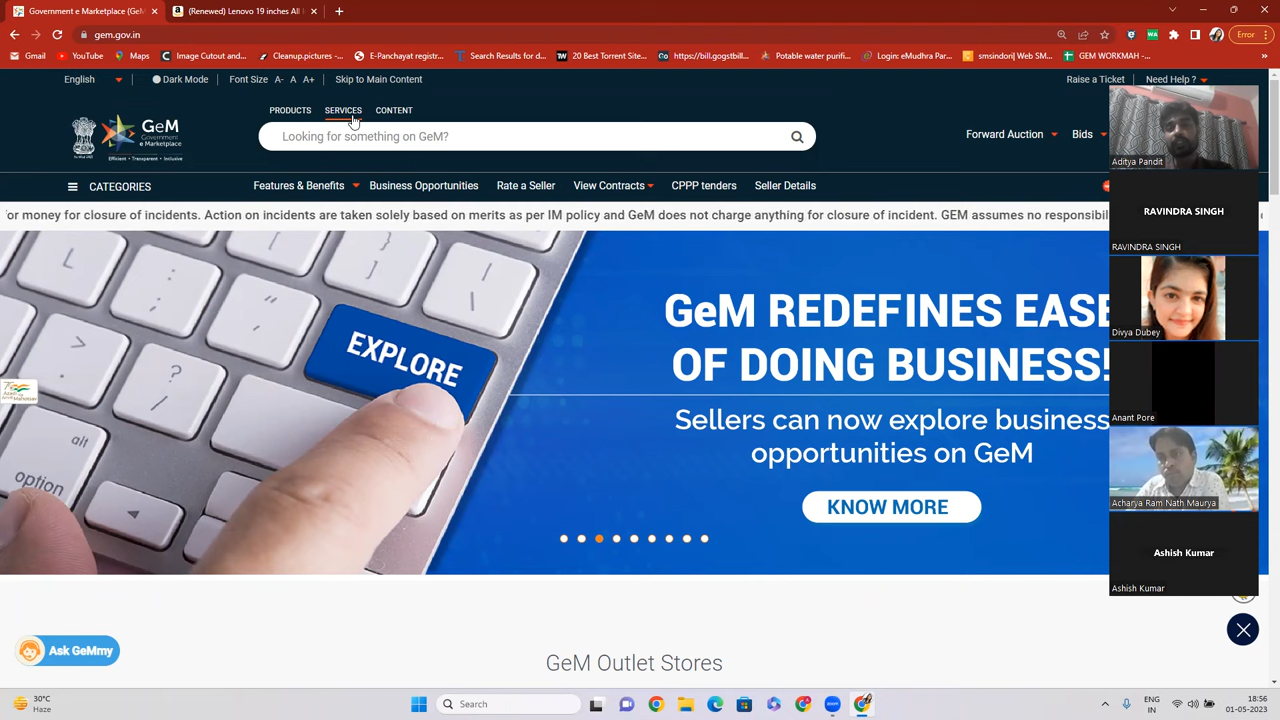 Government e Marketplace (GeM)
(Renewed) Lenovo 19 inches All I
gem.gov.in
Error
Gmail
YouTube
Maps
Image Cutout and...
Cleanup.pictures -...
E-Panchayat registr...
Search Results for d...
20 Best Torrent Site...
https://bill.gogstbill...
Potable water purifi...
Login: eMudhra Par...
smsindori| Web SM...
GEM WORKMAH -...
English
Dark Mode
Font Size A- A A+
Skip to Main Content
Raise a Ticket
Need Help ?
PRODUCTS SERVICES CONTENT
GeM
Government
e Marketplace
Efficient • Transparent • Inclusive
Looking for something on GeM?
Forward Auction
Bids
CATEGORIES
Features & Benefits
Business Opportunities
Rate a Seller
View Contracts
CPPP tenders
Seller Details
or money for closure of incidents. Action on incidents are taken solely based on merits as per IM policy and GeM does not charge anything for closure of incident. GEM assumes no responsibi
EXPLORE
alt
option
L
GeM REDEFINES EASE
OF DOING BUSINESS!
Sellers can now explore business
opportunities on GeM
KNOW MORE
Azadi Ka
Amrit Mahotsav
Ask GeMmy
GeM Outlet Stores
Aditya Pandit
RAVINDRA SINGH
RAVINDRA SINGH
Divya Dubey
Anant Pore
Acharya Ram Nath Maurya
Ashish Kumar
Ashish Kumar
30°C
Haze
Search
ENG
IN
18:56
01-05-2023